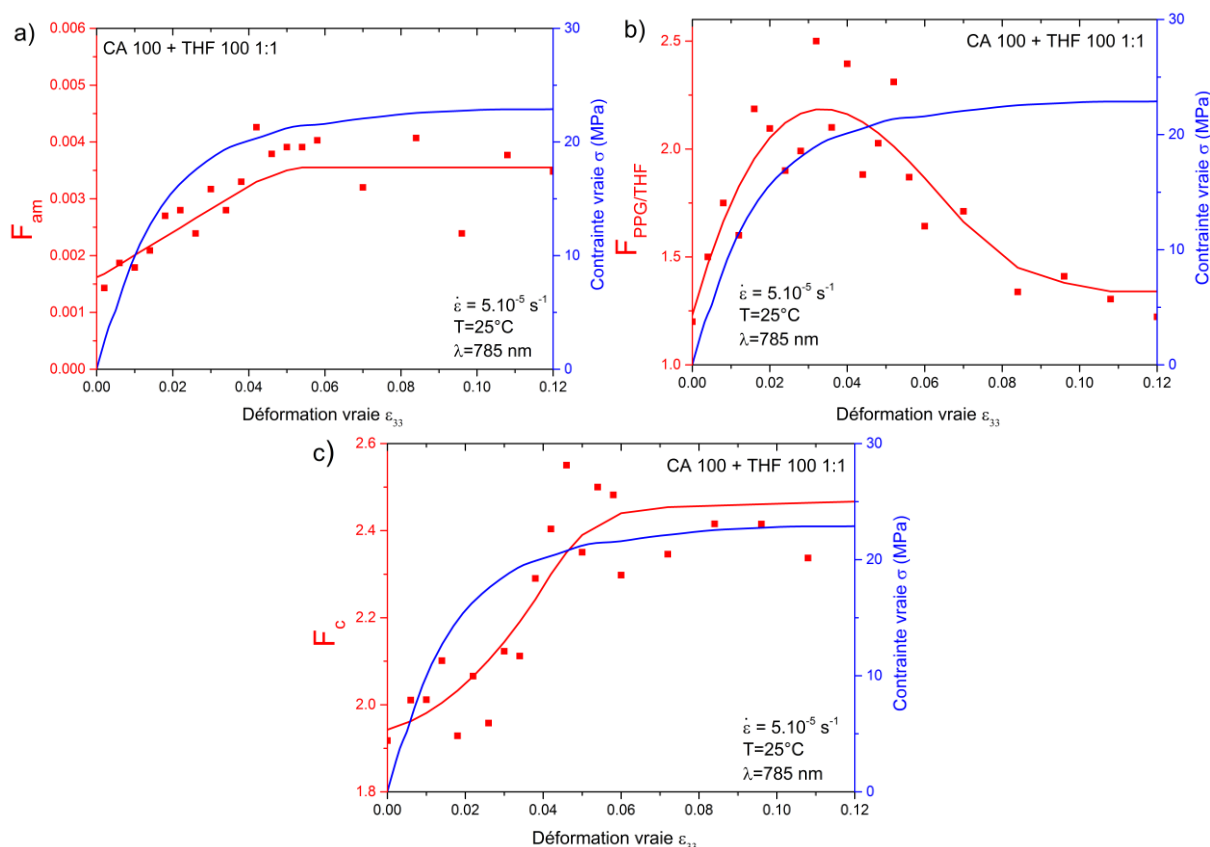 a)
CA 100 + THF 100 1:1
0.006
0.005
0.004
0.003
0.002
0.001
0.000
F_am
30
20
10
0
Contrainte vraie σ (MPa)
ε̇ = 5.10⁻⁵ s⁻¹
T=25°C
λ=785 nm
0.00 0.02 0.04 0.06 0.08 0.10 0.12
Déformation vraie ε₃₃
b)
CA 100 + THF 100 1:1
2.5
2.0
1.5
1.0
F_PPG/THF
30
20
10
0
Contrainte vraie σ (MPa)
ε̇ = 5.10⁻⁵ s⁻¹
T=25°C
λ=785 nm
0.00 0.02 0.04 0.06 0.08 0.10 0.12
Déformation vraie ε₃₃
c)
CA 100 + THF 100 1:1
2.6
2.4
2.2
2.0
1.8
F_c
30
20
10
0
Contrainte vraie σ (MPa)
ε̇ = 5.10⁻⁵ s⁻¹
T=25°C
λ=785 nm
0.00 0.02 0.04 0.06 0.08 0.10 0.12
Déformation vraie ε₃₃